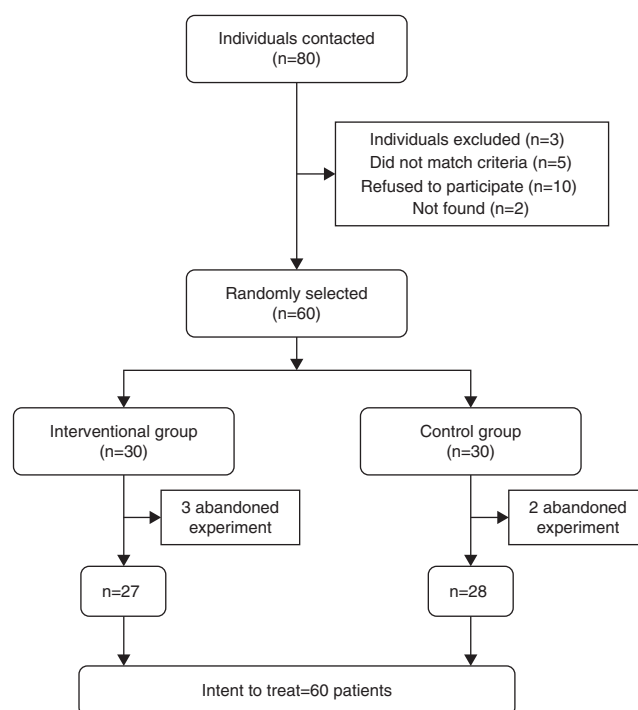 Individuals contacted
(n=80)
Individuals excluded (n=3)
Did not match criteria (n=5)
Refused to participate (n=10)
Not found (n=2)
Randomly selected
(n=60)
Interventional group
(n=30)
Control group
(n=30)
3 abandoned
experiment
2 abandoned
experiment
n=27
n=28
Intent to treat=60 patients